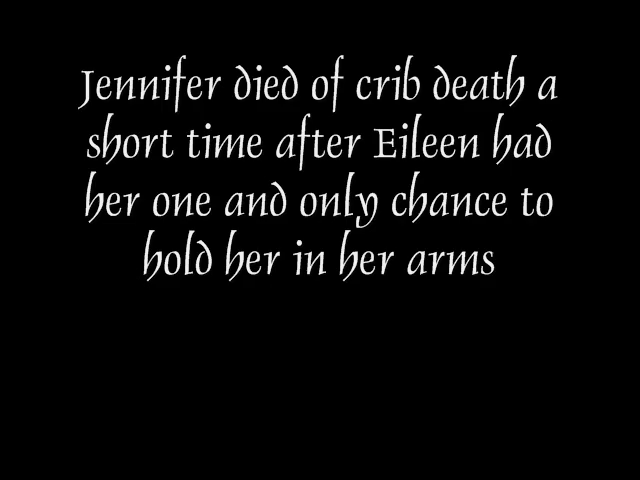 Jennifer died of crib death a
short time after Eileen had
her one and only chance to
hold her in her arms